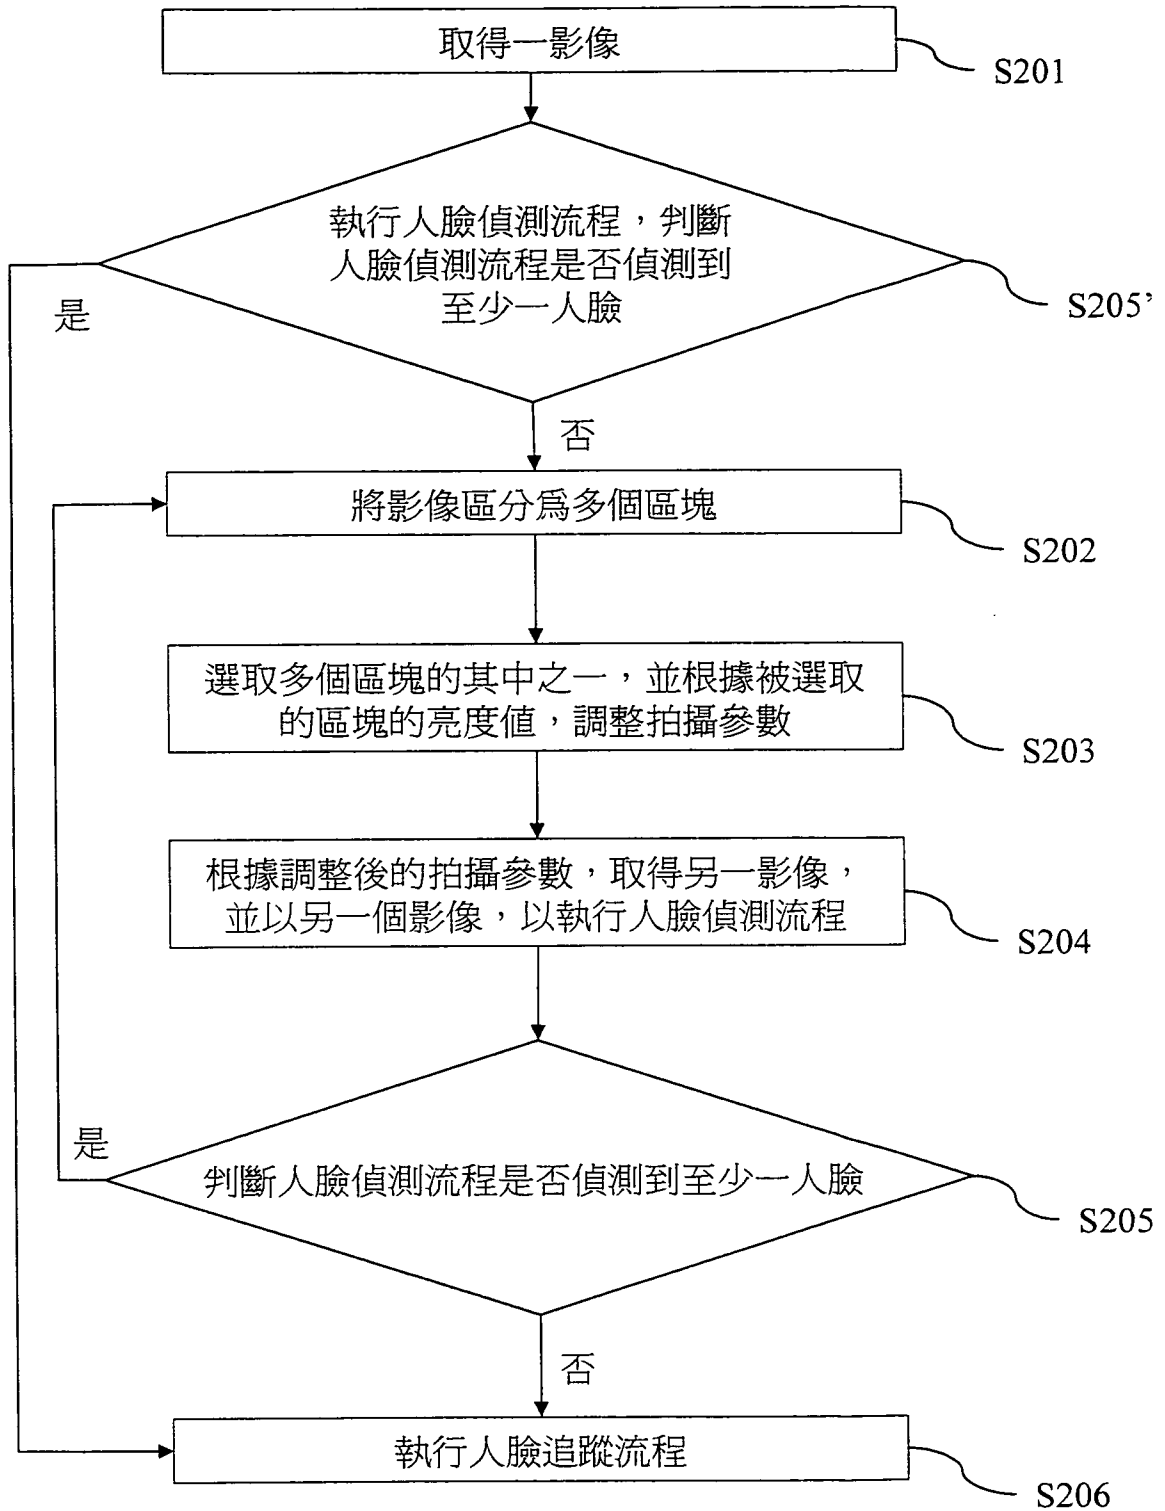 取得一影像
S201
執行人臉偵測流程，判斷
人臉偵測流程是否偵測到
至少一人臉
S205’
是
否
將影像區分爲多個區塊
S202
選取多個區塊的其中之一，並根據被選取
的區塊的亮度值，調整拍攝參數
S203
根據調整後的拍攝參數，取得另一影像，
並以另一個影像，以執行人臉偵測流程
S204
是
判斷人臉偵測流程是否偵測到至少一人臉
S205
否
執行人臉追蹤流程
S206